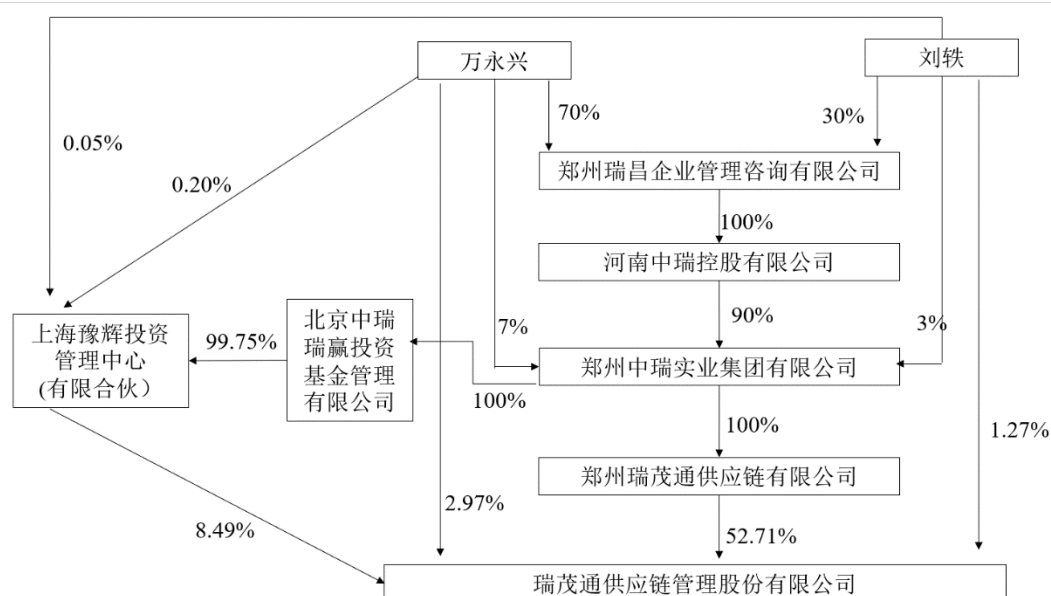 万永兴
刘轶
70%
30%
0.05%
0.20%
郑州瑞昌企业管理咨询有限公司
100%
河南中瑞控股有限公司
90%
上海豫辉投资
管理中心
(有限合伙）
99.75%
北京中瑞
瑞赢投资
基金管理
有限公司
7%
3%
郑州中瑞实业集团有限公司
100%
100%
1.27%
郑州瑞茂通供应链有限公司
8.49%
2.97%
52.71%
瑞茂通供应链管理股份有限公司